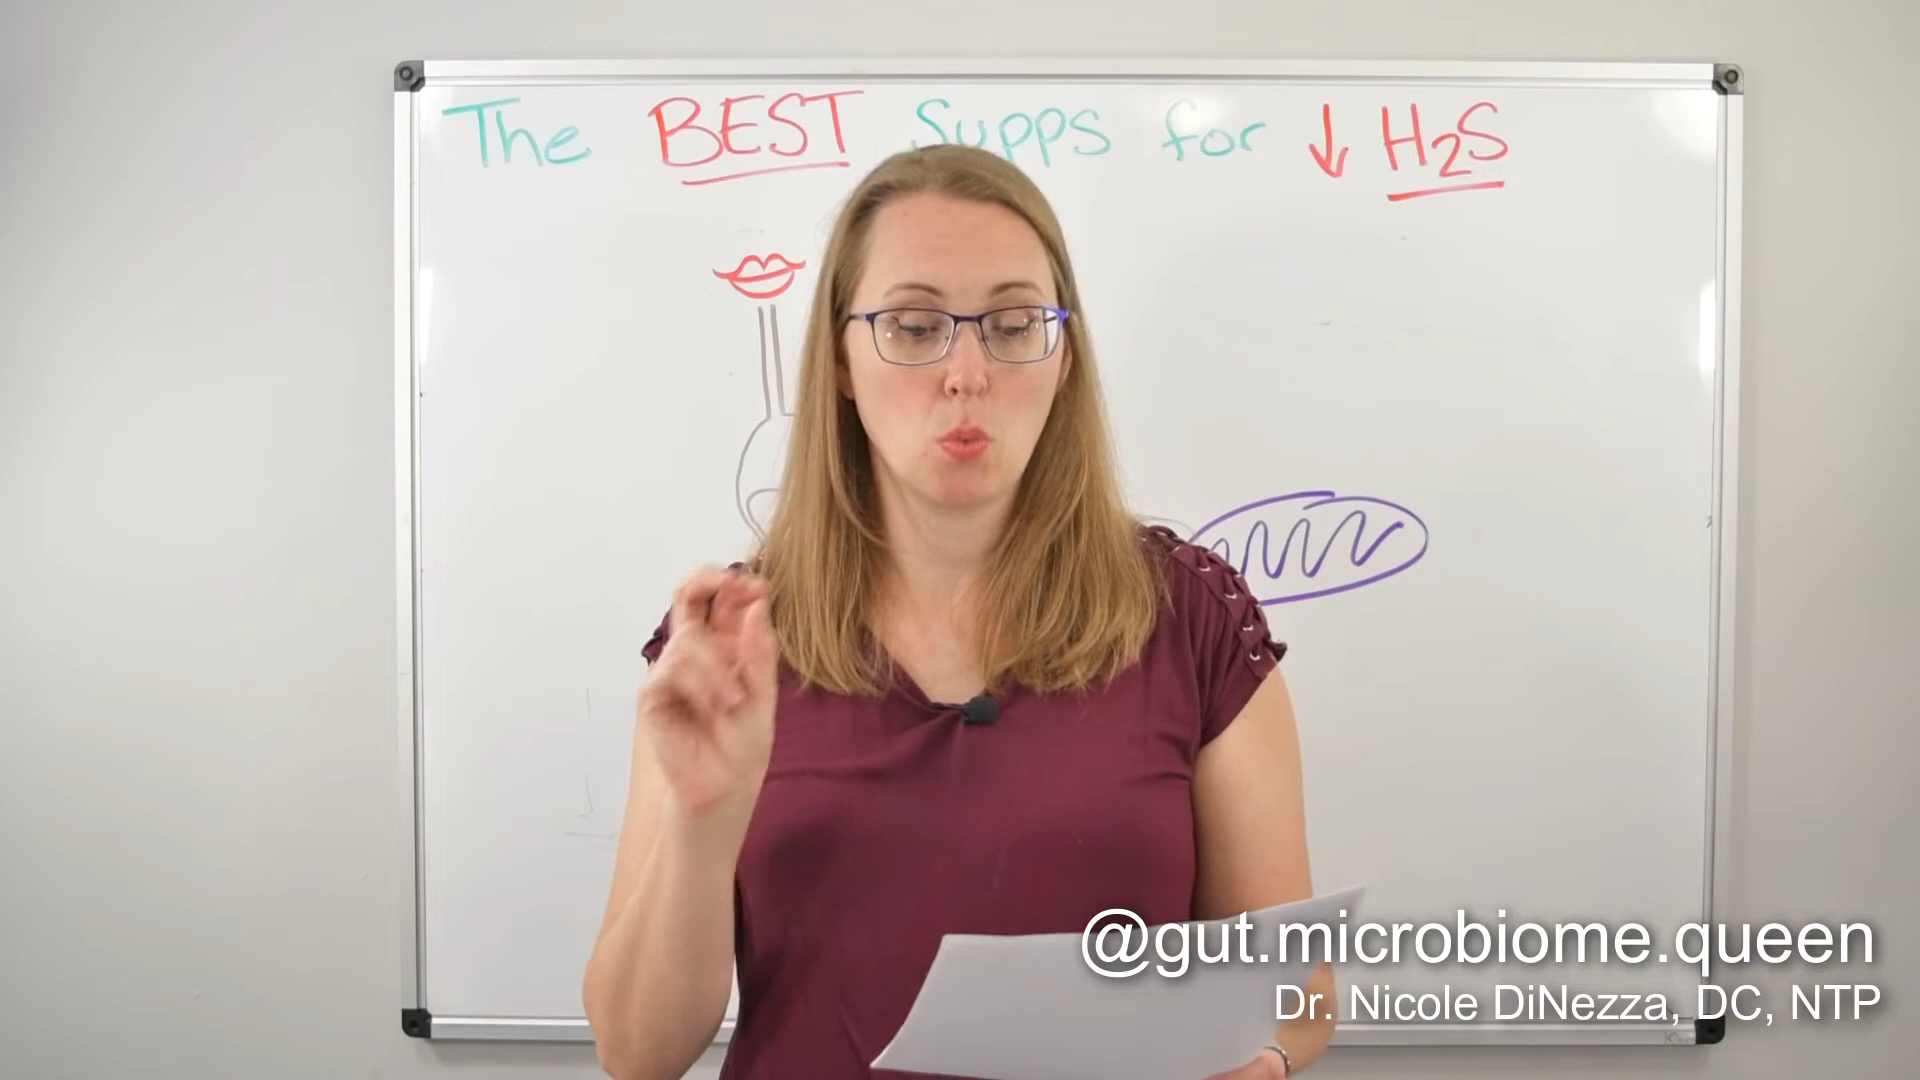 The BEST Supps for ↓ H2S
@gut.microbiome.queen
Dr. Nicole DiNezza, DC, NTP